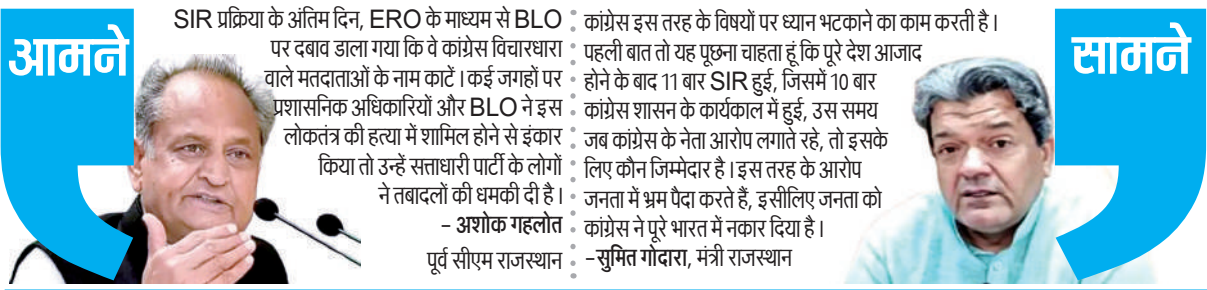 आमने
SIR प्रक्रिया के अंतिम दिन, ERO के माध्यम से BLO
पर दबाव डाला गया कि वे कांग्रेस विचारधारा
वाले मतदाताओं के नाम काटें । कई जगहों पर
प्रशासनिक अधिकारियों और BLO ने इस
लोकतंत्र की हत्या में शामिल होने से इंकार
किया तो उन्हें सत्ताधारी पार्टी के लोगों
ने तबादलों की धमकी दी है ।
– अशोक गहलोत
पूर्व सीएम राजस्थान
कांग्रेस इस तरह के विषयों पर ध्यान भटकाने का काम करती है ।
पहली बात तो यह पूछना चाहता हूं कि पूरे देश आजाद
होने के बाद 11 बार SIR हुई, जिसमें 10 बार
कांग्रेस शासन के कार्यकाल में हुई, उस समय
जब कांग्रेस के नेता आरोप लगाते रहे, तो इसके
लिए कौन जिम्मेदार है । इस तरह के आरोप
जनता में भ्रम पैदा करते हैं, इसीलिए जनता को
कांग्रेस ने पूरे भारत में नकार दिया है ।
–सुमित गोदारा, मंत्री राजस्थान
सामने